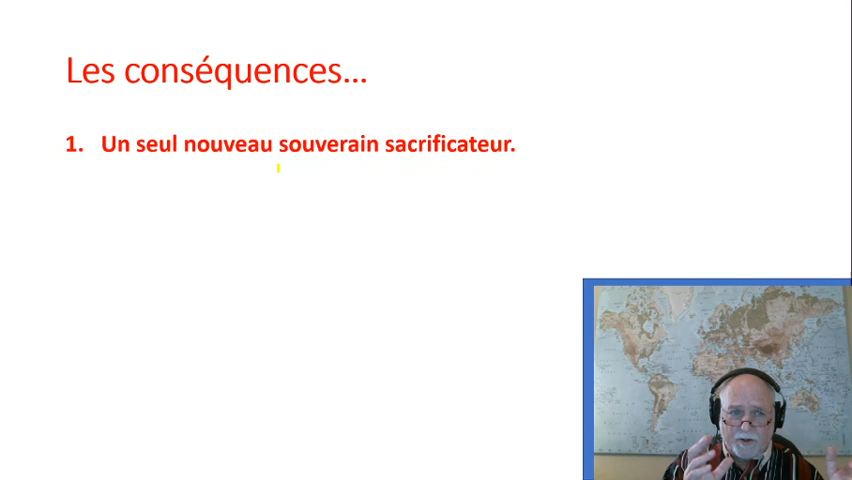 Les conséquences...
1. Un seul nouveau souverain sacrificateur.